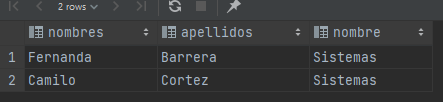 2 rows
nombres apellidos nombre
1 Fernanda Barrera Sistemas
2 Camilo Cortez Sistemas